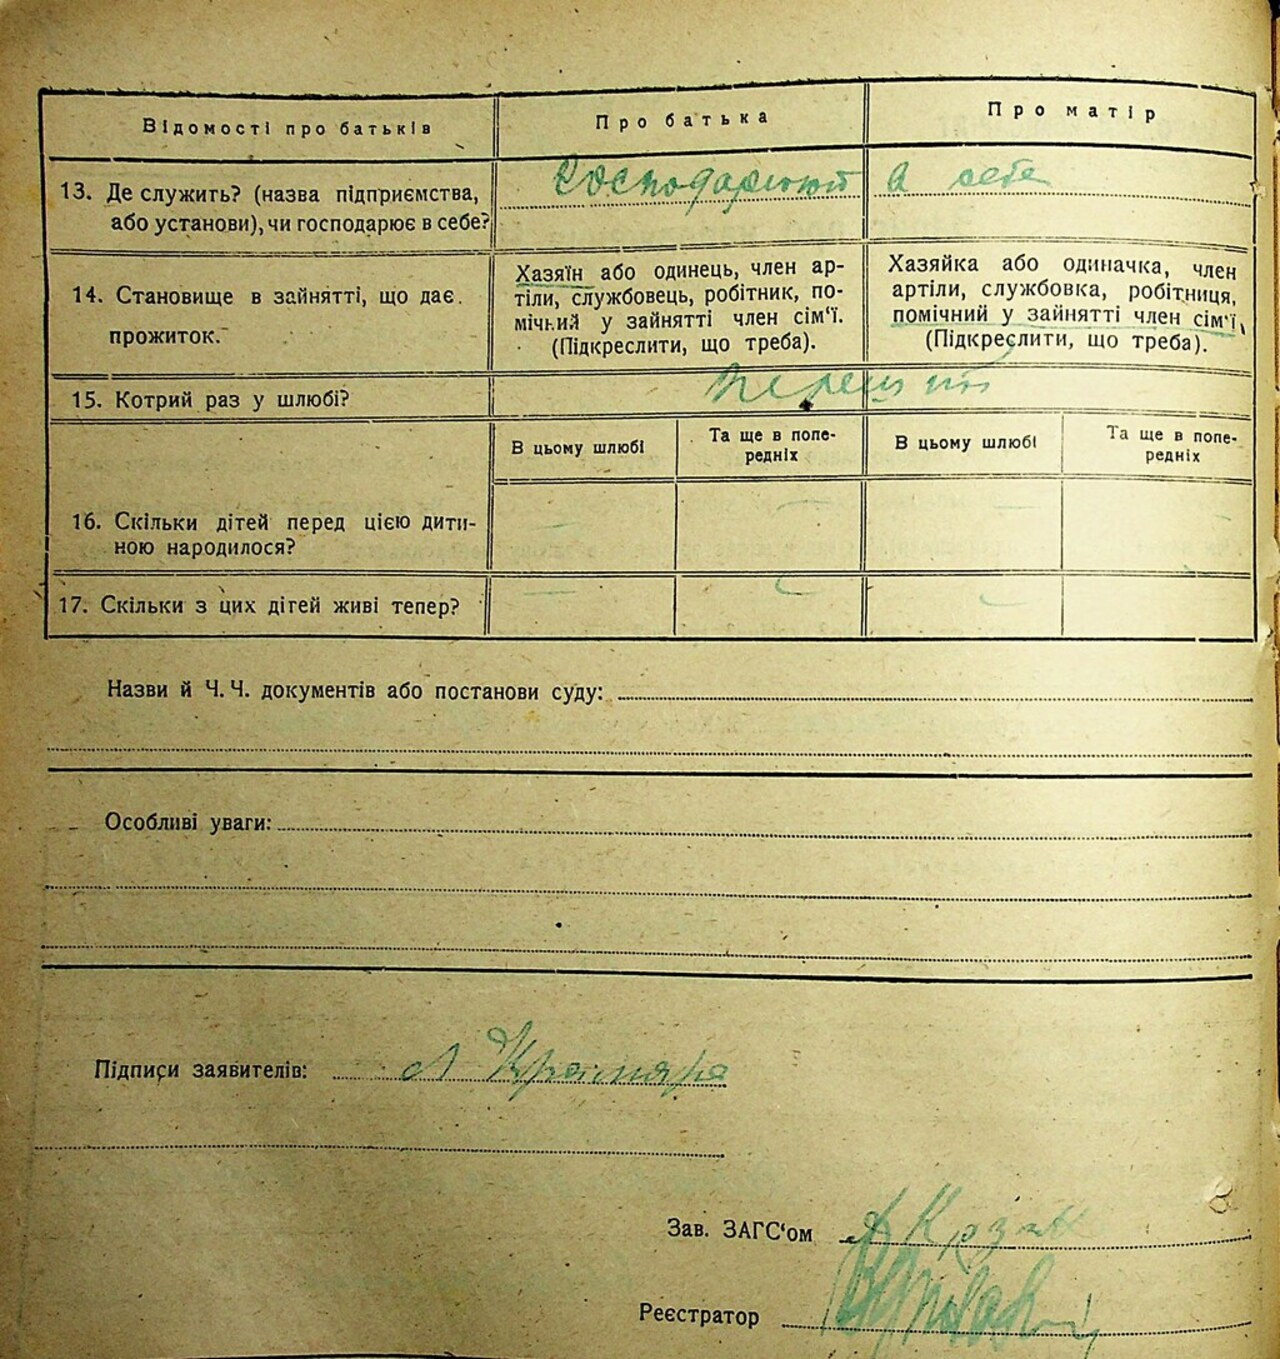 Відомості про батьків Про батька Про матір
13. Де служить? (назва підприємства, або установи), чи господарює в себе?
Господарюют в себе
14. Становище в зайнятті, що дає прожиток.
Хазяїн або одинець, член ар-
тіли, службовець, робітник, по-
мічний у зайнятті член сім'ї.
(Підкреслити, що треба).
Хазяйка або одиначка, член
артіли, службовка, робітниця,
помічний у зайнятті член сім'ї,
(Підкреслити, що треба).
15. Котрий раз у шлюбі?
В цьому шлюбі Та ще в попе- В цьому шлюбі Та ще в попе-
редніх редніх
16. Скільки дітей перед цією дити-
ною народилося?
17. Скільки з цих дітей живі тепер?
Назви й Ч. Ч. документів або постанови суду:
Особливі уваги:
Підписи заявителів:
Зав. ЗАГС'ом
Реєстратор